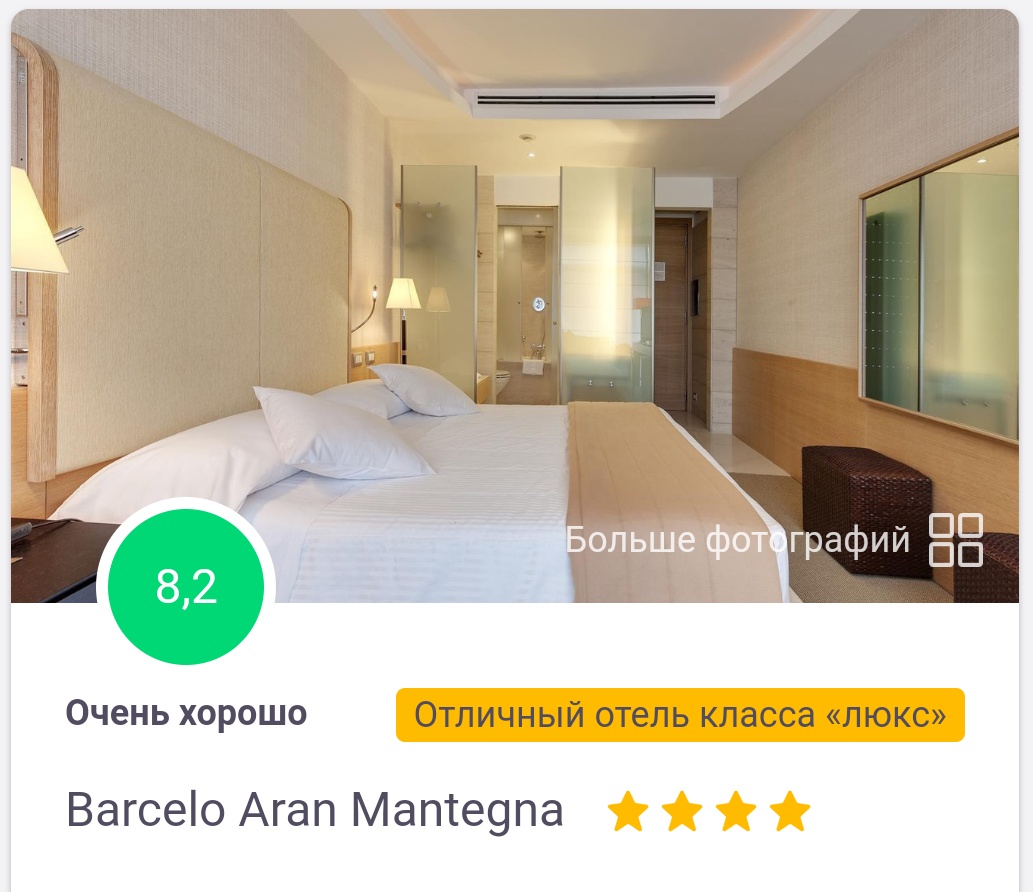 Больше фотографий
8,2
Очень хорошо
Отличный отель класса «люкс»
Barcelo Aran Mantegna